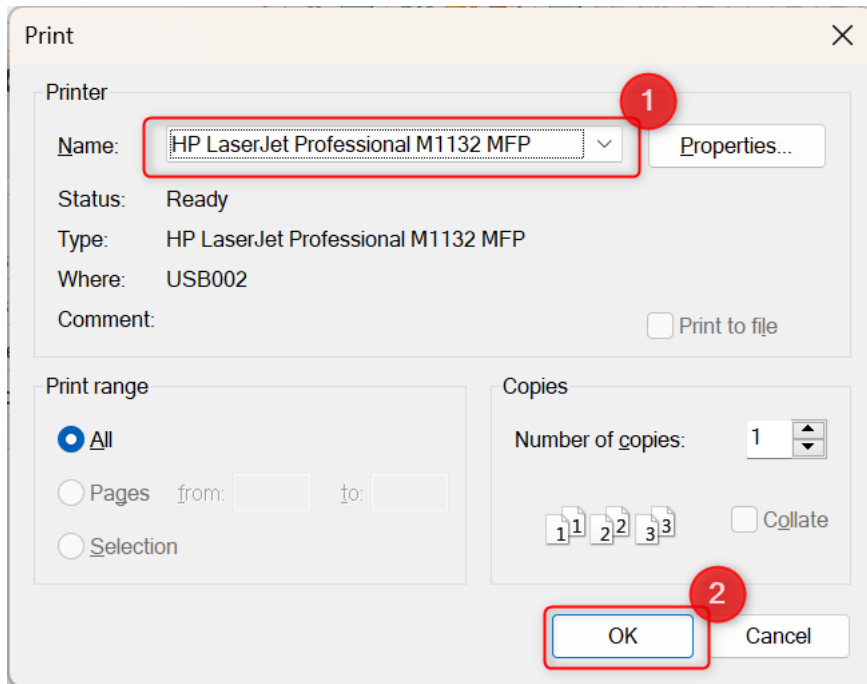 Print
Printer
1
Name: HP LaserJet Professional M1132 MFP Properties...
Status: Ready
Type: HP LaserJet Professional M1132 MFP
Where: USB002
Comment: Print to file
Print range
All
Pages from: to:
Selection
Copies
Number of copies: 1
1 1 2 2 3 3 Collate
2
OK Cancel